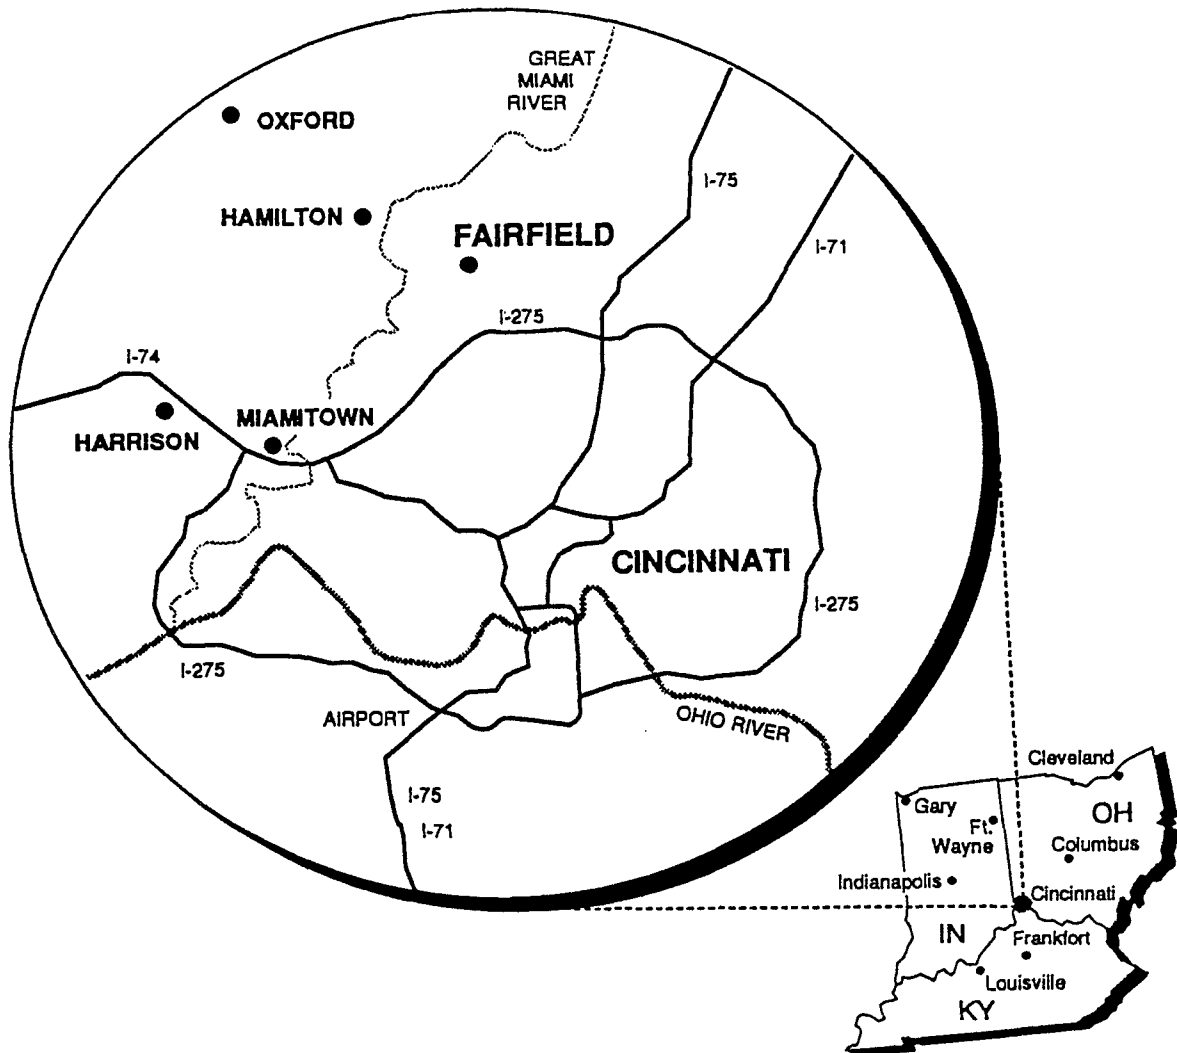 GREAT
MIAMI
RIVER
OXFORD
I-75
HAMILTON
FAIRFIELD
I-71
I-275
I-74
MIAMITOWN
HARRISON
CINCINNATI
I-275
I-275
AIRPORT
OHIO RIVER
I-75
I-71
Cleveland
Gary
OH
Ft.
Wayne
Columbus
Indianapolis
Cincinnati
IN
Frankfort
Louisville
KY